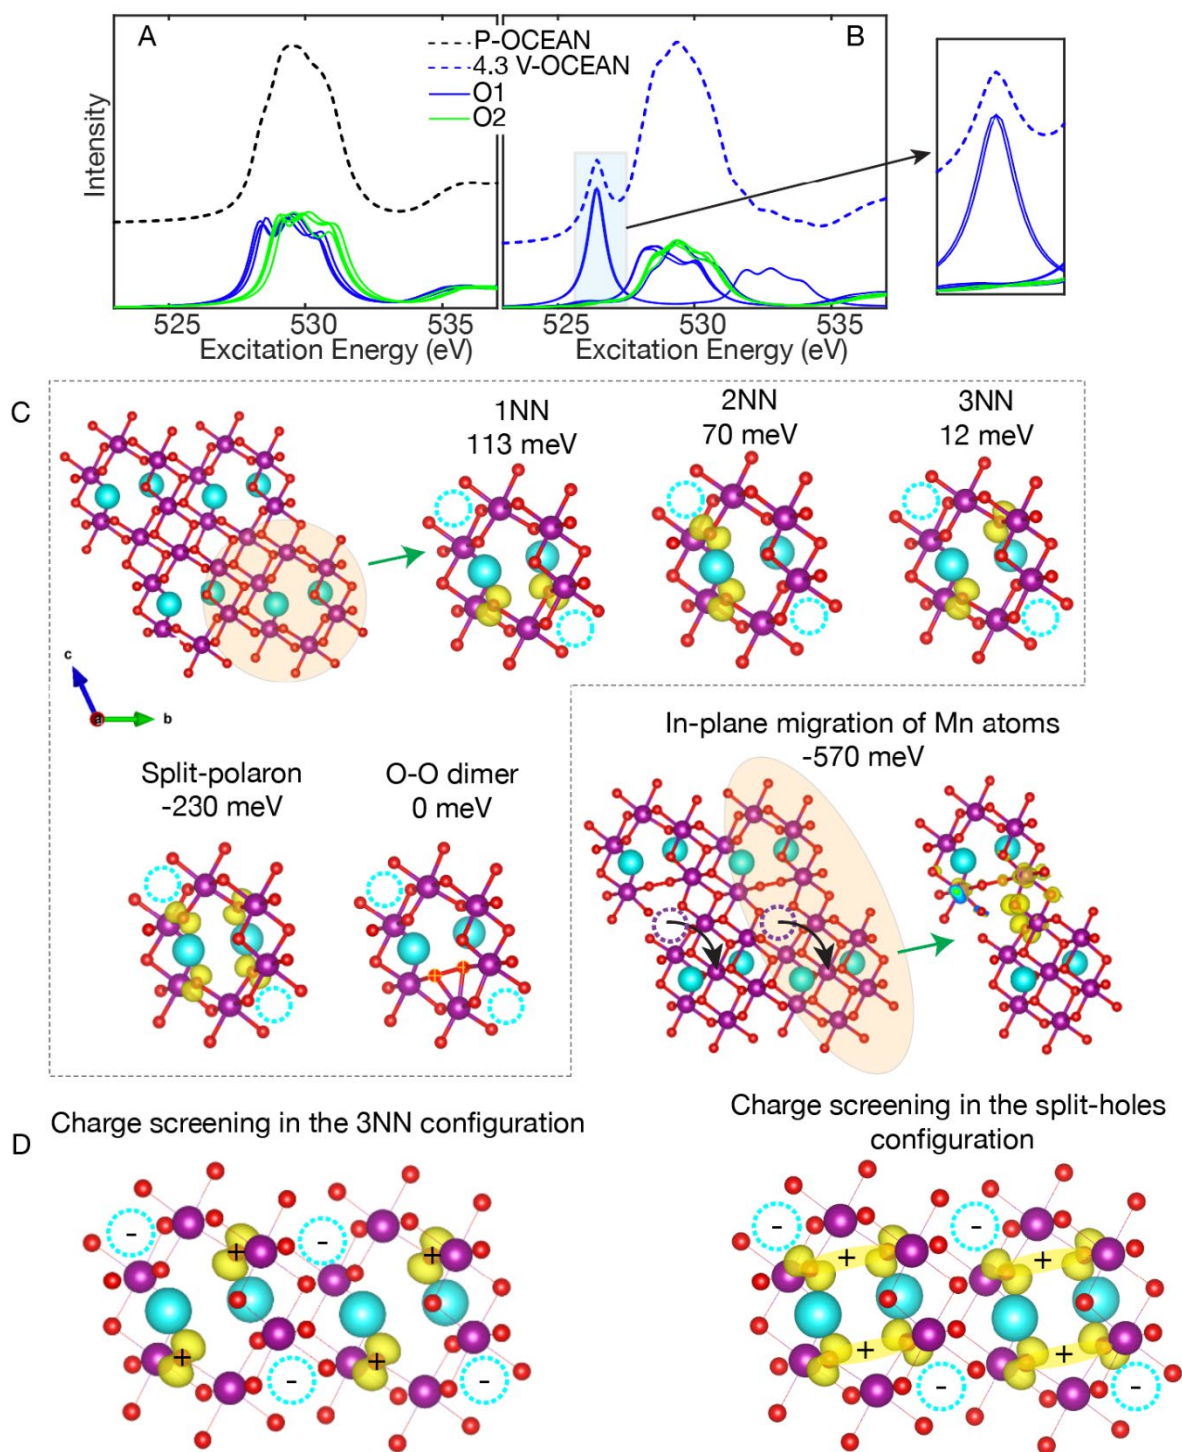 A
P-OCEAN
4.3 V-OCEAN
O1
O2
B
Intensity
525 530 535
525 530 535
Excitation Energy (eV)
Excitation Energy (eV)
C
1NN
113 meV
2NN
70 meV
3NN
12 meV
c
a
b
Split-polaron
-230 meV
O-O dimer
0 meV
In-plane migration of Mn atoms
-570 meV
D
Charge screening in the 3NN configuration
Charge screening in the split-holes
configuration
- + - +
+ - + -
- + - +
+ - + -